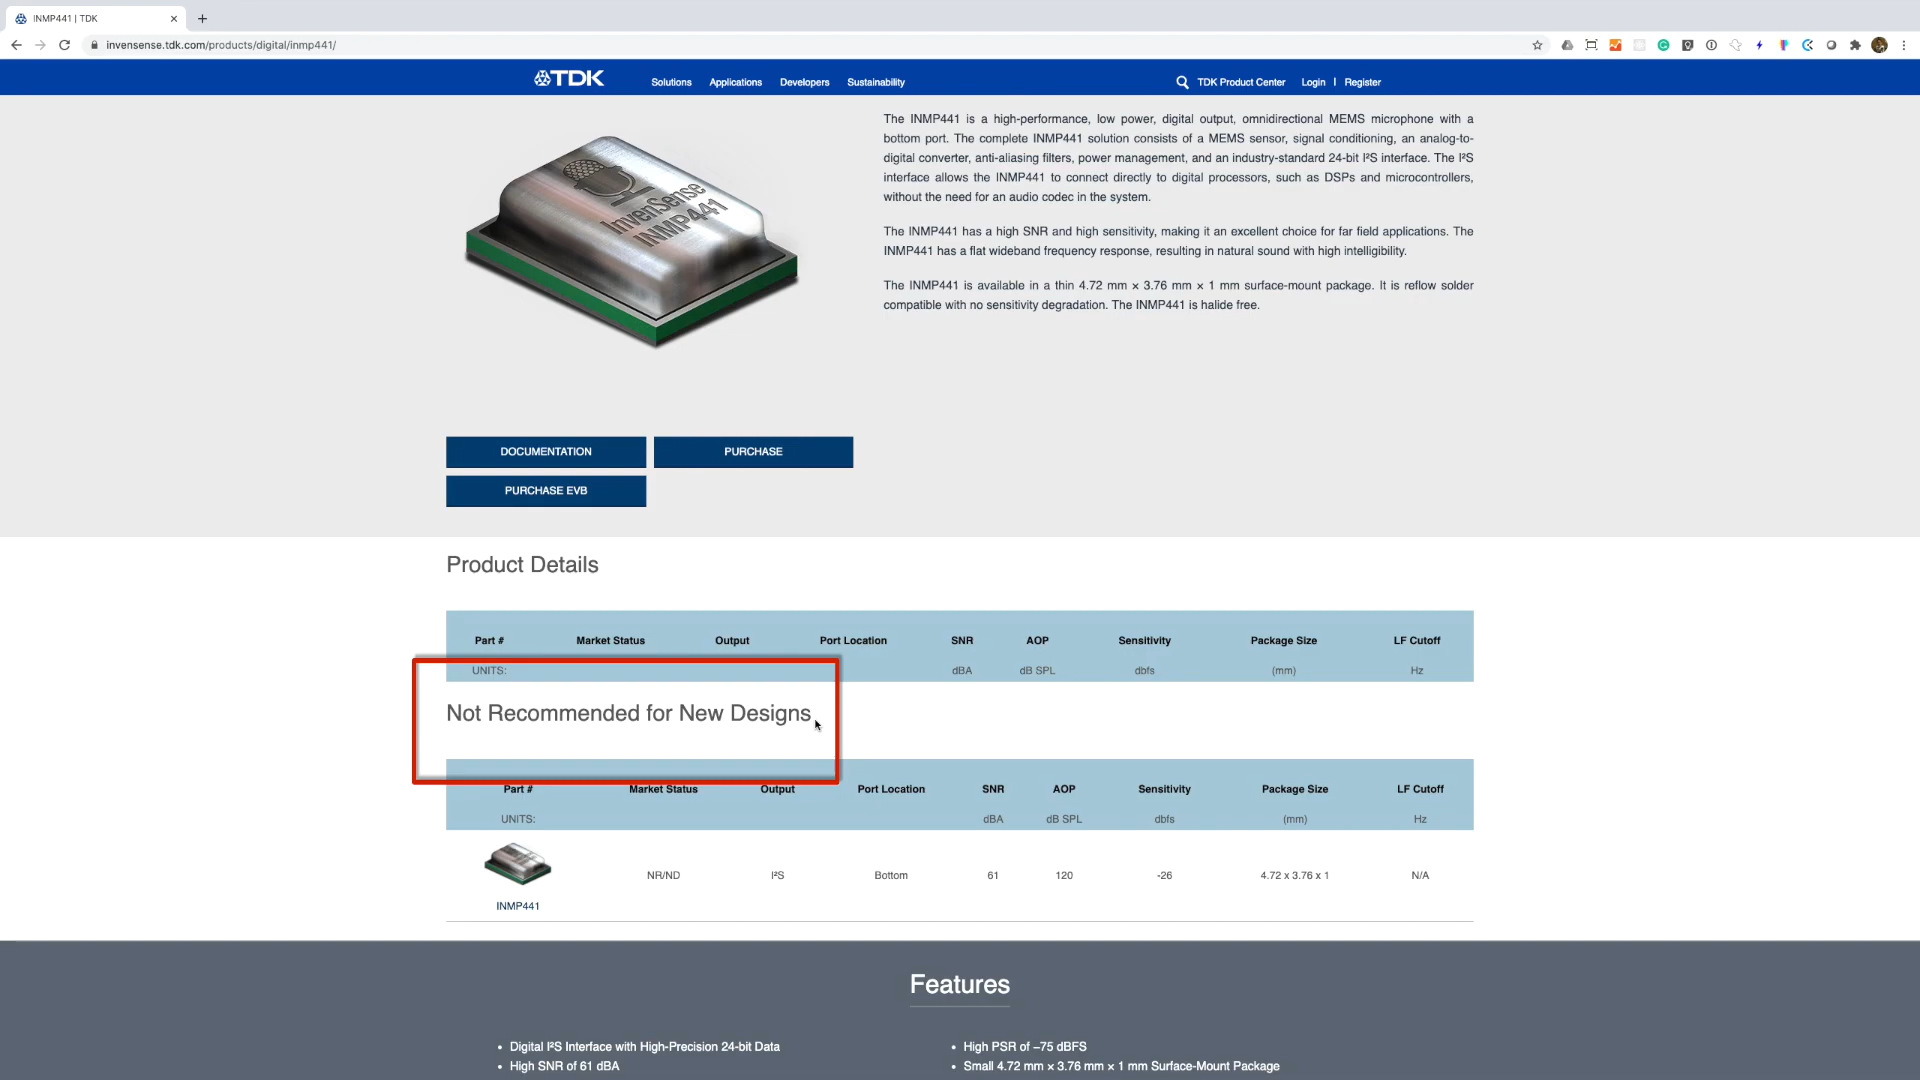 INMP441 | TDK
invensense.tdk.com/products/digital/inmp441/
TDK
Solutions Applications Developers Sustainability TDK Product Center Login | Register
InvenSense
INMP441
The INMP441 is a high-performance, low power, digital output, omnidirectional MEMS microphone with a
bottom port. The complete INMP441 solution consists of a MEMS sensor, signal conditioning, an analog-to-
digital converter, anti-aliasing filters, power management, and an industry-standard 24-bit I²S interface. The I²S
interface allows the INMP441 to connect directly to digital processors, such as DSPs and microcontrollers,
without the need for an audio codec in the system.
The INMP441 has a high SNR and high sensitivity, making it an excellent choice for far field applications. The
INMP441 has a flat wideband frequency response, resulting in natural sound with high intelligibility.
The INMP441 is available in a thin 4.72 mm × 3.76 mm × 1 mm surface-mount package. It is reflow solder
compatible with no sensitivity degradation. The INMP441 is halide free.
DOCUMENTATION PURCHASE
PURCHASE EVB
Product Details
Part # Market Status Output Port Location SNR AOP Sensitivity Package Size LF Cutoff
UNITS: dBA dB SPL dbfs (mm) Hz
Not Recommended for New Designs
Part # Market Status Output Port Location SNR AOP Sensitivity Package Size LF Cutoff
UNITS: dBA dB SPL dbfs (mm) Hz
NR/ND I²S Bottom 61 120 -26 4.72 x 3.76 x 1 N/A
INMP441
Features
• Digital I²S Interface with High-Precision 24-bit Data
• High SNR of 61 dBA
• High PSR of −75 dBFS
• Small 4.72 mm × 3.76 mm × 1 mm Surface-Mount Package